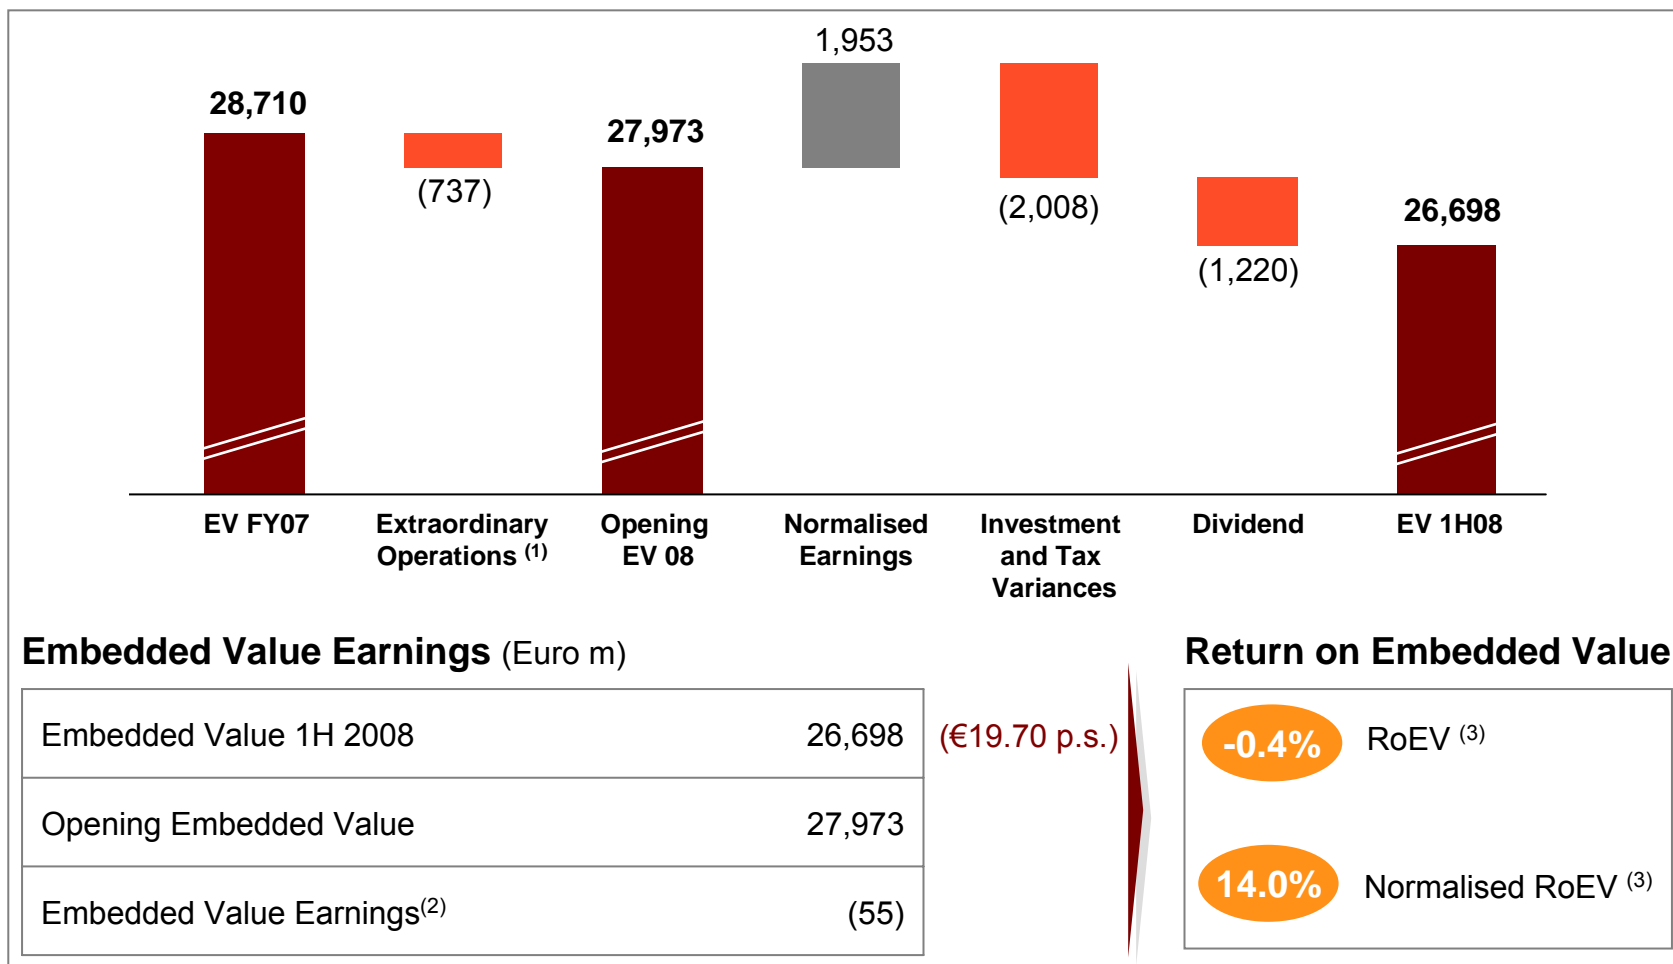 1,953
28,710
27,973
(737)
(2,008)
26,698
(1,220)
EV FY07
Extraordinary
Operations (1)
Opening
EV 08
Normalised
Earnings
Investment
and Tax
Variances
Dividend
EV 1H08
Embedded Value Earnings (Euro m)
Embedded Value 1H 2008 26,698 (€19.70 p.s.)
Opening Embedded Value 27,973
Embedded Value Earnings(2) (55)
Return on Embedded Value
-0.4% RoEV (3)
14.0% Normalised RoEV (3)